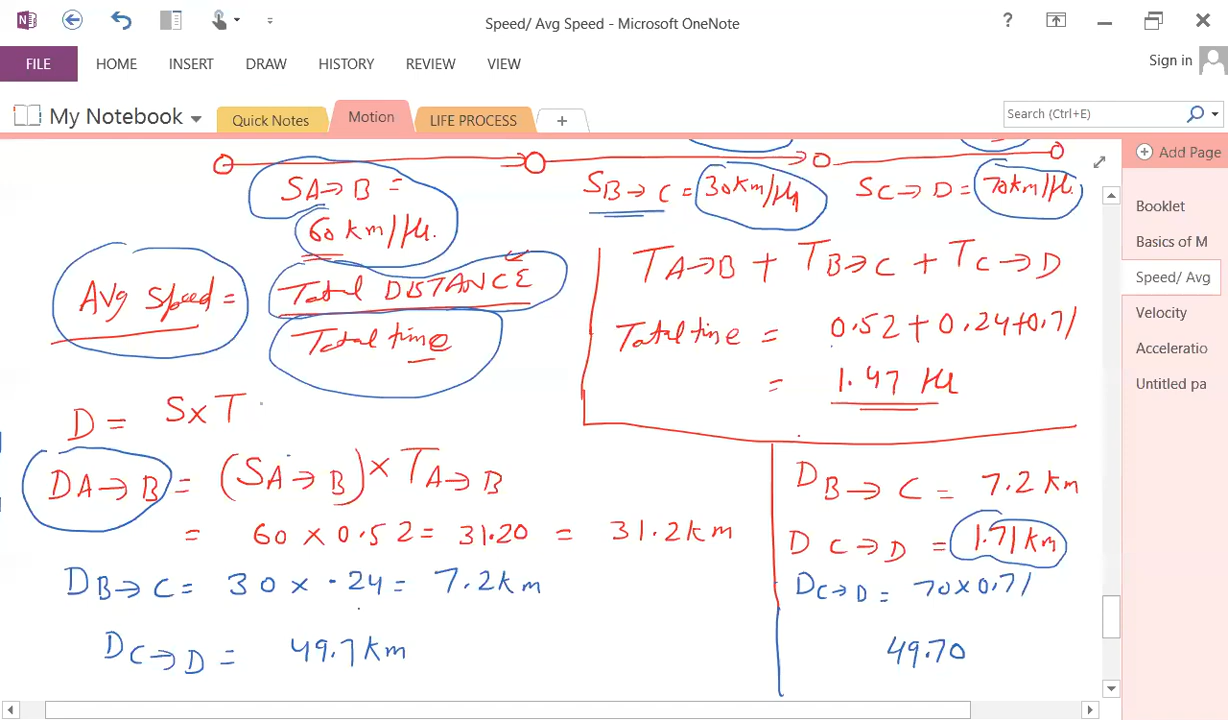 Speed/ Avg Speed - Microsoft OneNote
FILE HOME INSERT DRAW HISTORY REVIEW VIEW
Sign in
My Notebook
Quick Notes
Motion
LIFE PROCESS
Search (Ctrl+E)
Add Page
Booklet
Basics of M
Speed/ Avg
Velocity
Acceleratio
Untitled pa
SA→B =
60 km/Hr.
SB→C = 30km/Hr
SC→D = 70km/Hr.
Avg Speed =
Total DISTANCE
Total time
TA→B + TB→C + TC→D
Total time = 0.52+0.24+0.71
= 1.47 Hr
D = S×T
DA→B = (SA→B)×TA→B
= 60×0.52= 31.20 = 31.2km
DB→C = 30×.24= 7.2km
DC→D = 49.7km
DB→C = 7.2km
DC→D = 1.71km
DC→D = 70×0.71
49.70